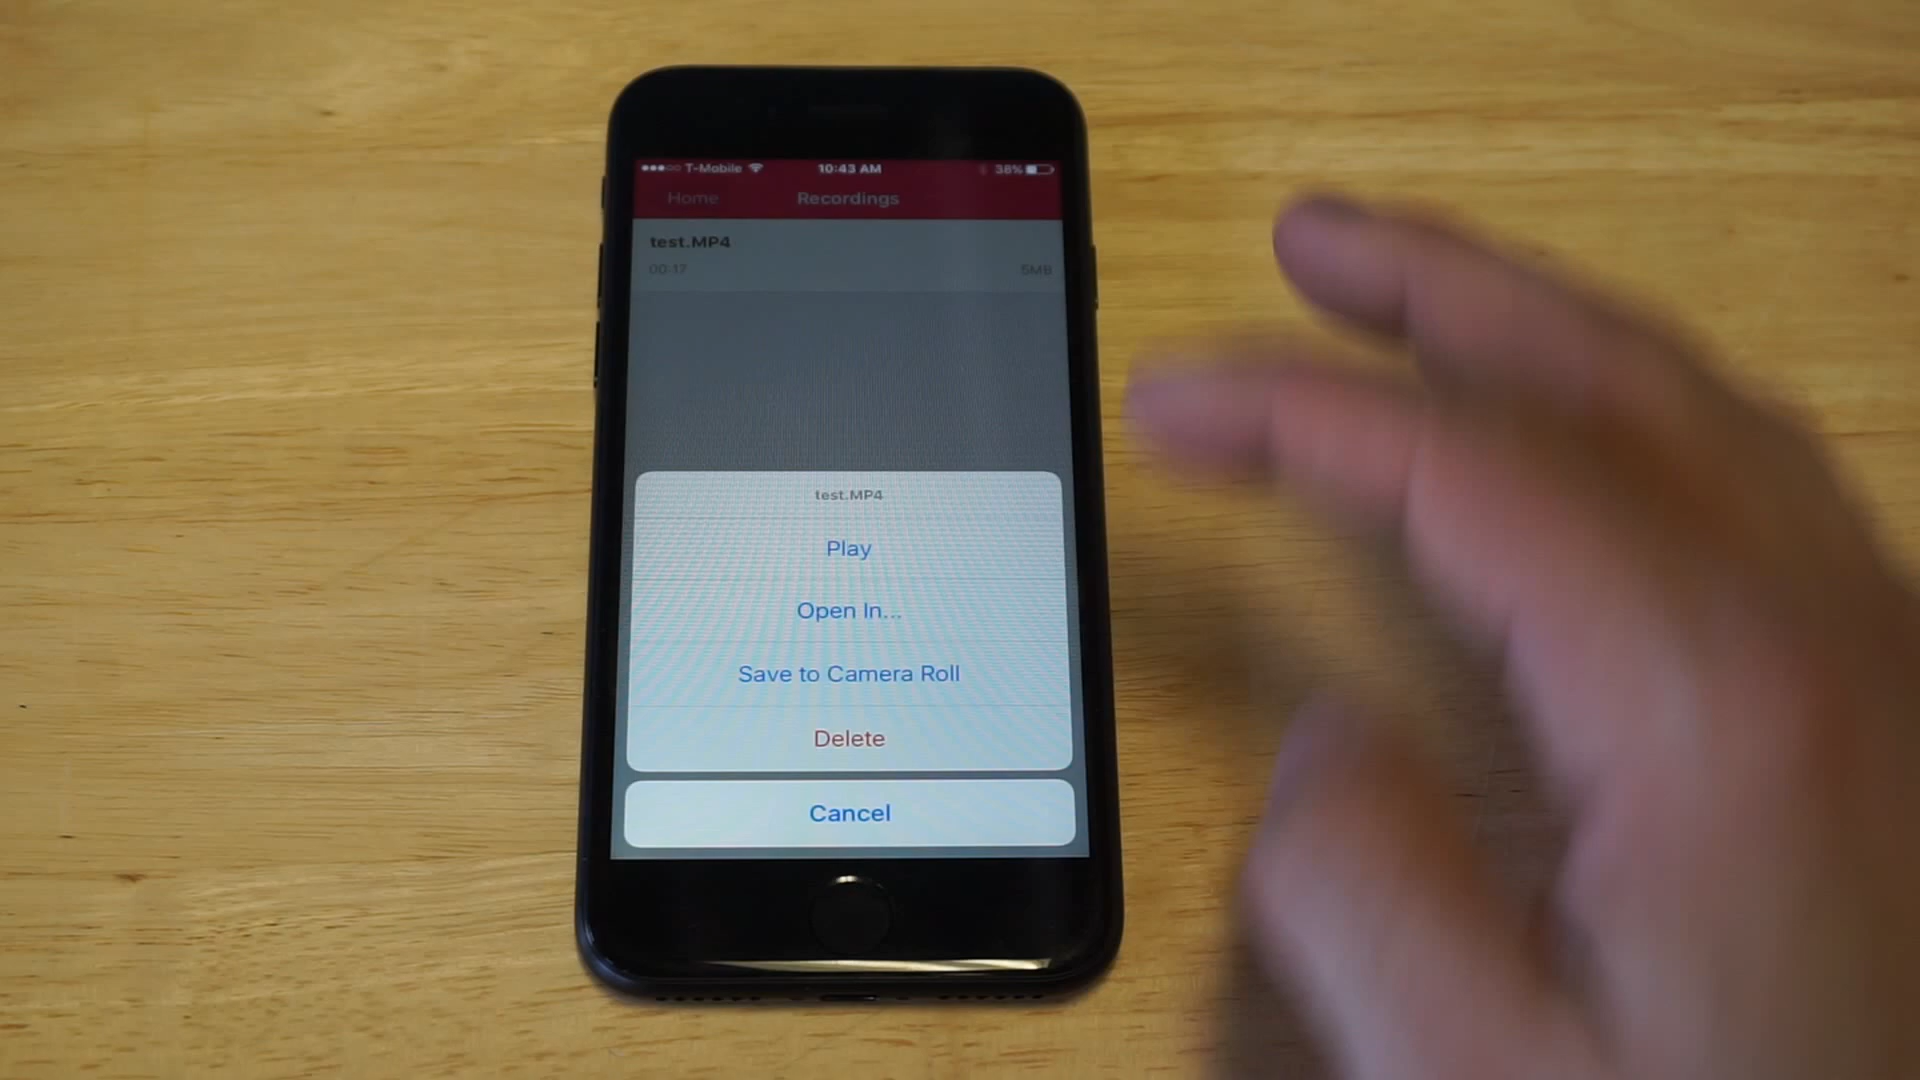 T-Mobile 10:43 AM 38%
Home Recordings
test.MP4
00:17 5MB
test.MP4
Play
Open In...
Save to Camera Roll
Delete
Cancel